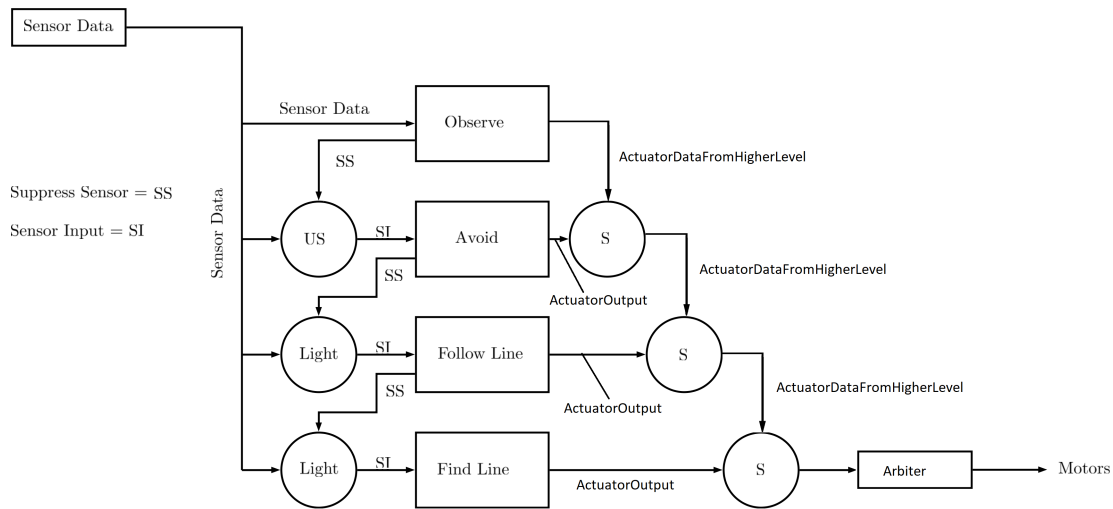 Sensor Data
Sensor Data
Observe
SS
ActuatorDataFromHigherLevel
Suppress Sensor = SS
Sensor Input = SI
Sensor Data
US
SI
Avoid
S
SS
ActuatorDataFromHigherLevel
ActuatorOutput
Light
SI
Follow Line
S
SS
ActuatorDataFromHigherLevel
ActuatorOutput
Light
SI
Find Line
ActuatorOutput
S
Arbiter
Motors